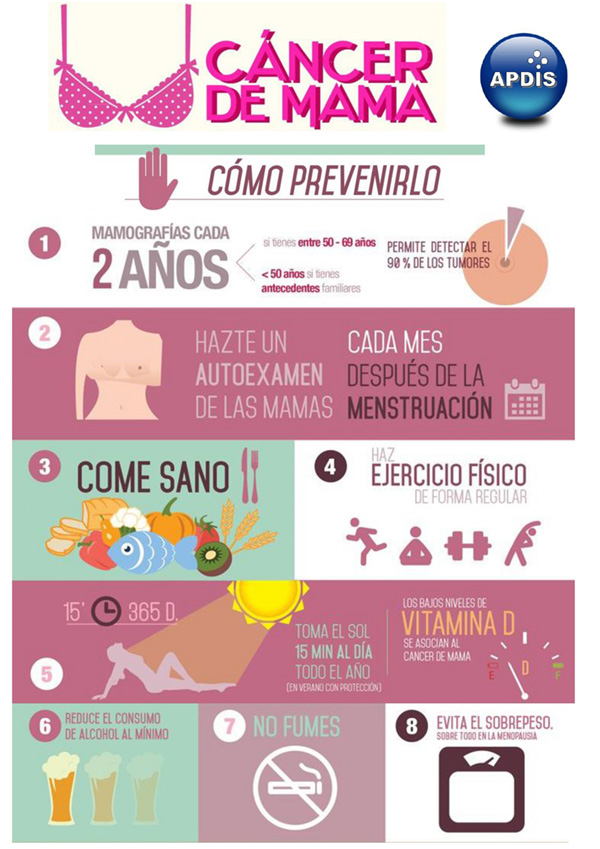 CÁNCER
DE MAMA
APDIS
CÓMO PREVENIRLO
1
MAMOGRAFÍAS CADA
2 AÑOS
si tienes entre 50 - 69 años
< 50 años si tienes
antecedentes familiares
PERMITE DETECTAR EL
90 % DE LOS TUMORES
2
HAZTE UN
AUTOEXAMEN
DE LAS MAMAS
CADA MES
DESPUÉS DE LA
MENSTRUACIÓN
3
COME SANO
4
HAZ
EJERCICIO FÍSICO
DE FORMA REGULAR
5
15' 365 D.
TOMA EL SOL
15 MIN AL DÍA
TODO EL AÑO
(EN VERANO CON PROTECCIÓN)
LOS BAJOS NIVELES DE
VITAMINA D
SE ASOCIAN AL
CANCER DE MAMA
E D F
6
REDUCE EL CONSUMO
DE ALCOHOL AL MÍNIMO
7
NO FUMES
8
EVITA EL SOBREPESO,
SOBRE TODO EN LA MENOPAUSIA